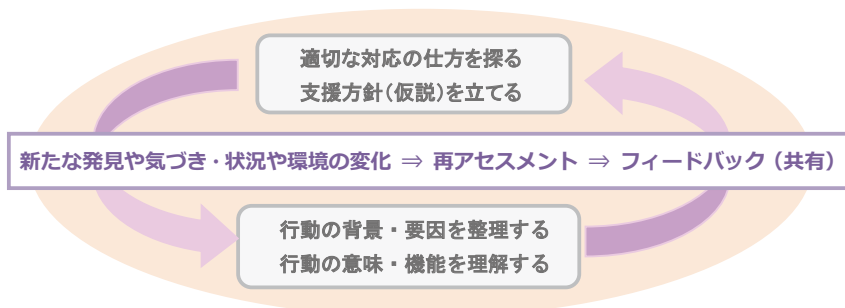 適切な対応の仕方を探る
支援方針（仮説）を立てる
新たな発見や気づき・状況や環境の変化 ⇒ 再アセスメント ⇒ フィードバック（共有）
行動の背景・要因を整理する
行動の意味・機能を理解する